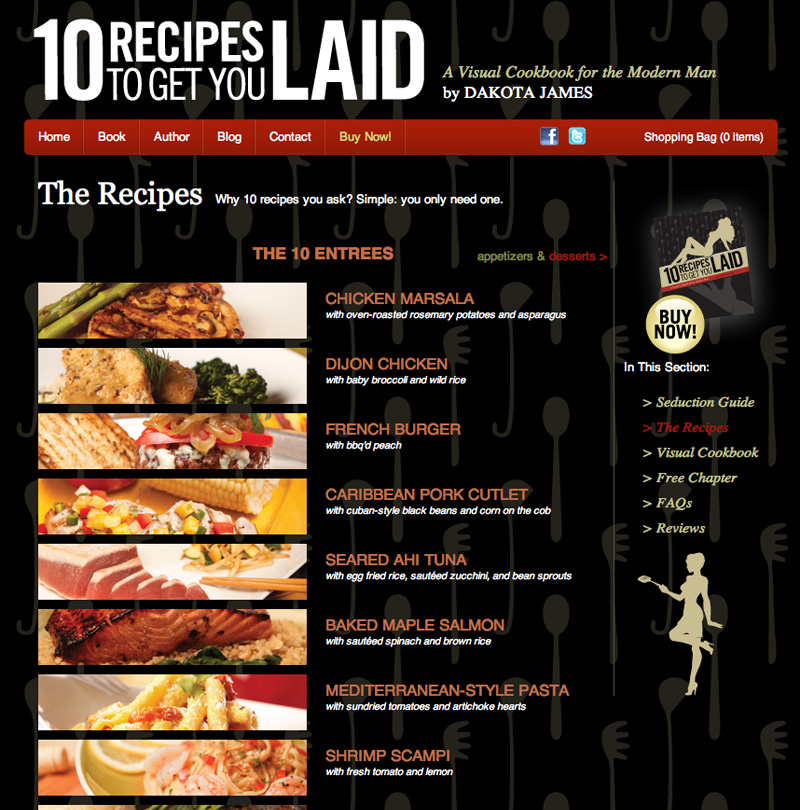 10 RECIPES TO GET YOU LAID
A Visual Cookbook for the Modern Man
by DAKOTA JAMES
Home Book Author Blog Contact Buy Now! Shopping Bag (0 items)
The Recipes Why 10 recipes you ask? Simple: you only need one.
THE 10 ENTREES appetizers & desserts >
CHICKEN MARSALA
with oven-roasted rosemary potatoes and asparagus
DIJON CHICKEN
with baby broccoli and wild rice
FRENCH BURGER
with bbq'd peach
CARIBBEAN PORK CUTLET
with cuban-style black beans and corn on the cob
SEARED AHI TUNA
with egg fried rice, sautéed zucchini, and bean sprouts
BAKED MAPLE SALMON
with sautéed spinach and brown rice
MEDITERRANEAN-STYLE PASTA
with sundried tomatoes and artichoke hearts
SHRIMP SCAMPI
with fresh tomato and lemon
10 RECIPES TO GET YOU LAID
BUY
NOW!
In This Section:
> Seduction Guide
> The Recipes
> Visual Cookbook
> Free Chapter
> FAQs
> Reviews